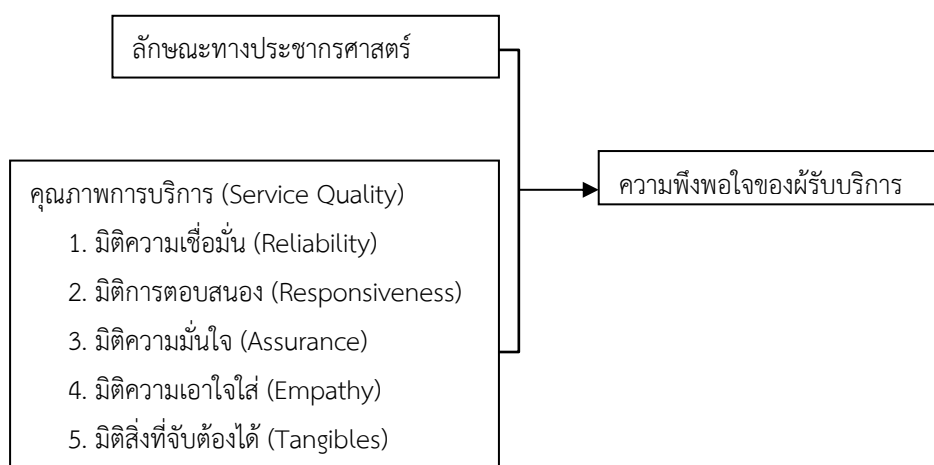 ลักษณะทางประชากรศาสตร์
คุณภาพการบริการ (Service Quality)
1. มิติความเชื่อมั่น (Reliability)
2. มิติการตอบสนอง (Responsiveness)
3. มิติความมั่นใจ (Assurance)
4. มิติความเอาใจใส่ (Empathy)
5. มิติสิ่งที่จับต้องได้ (Tangibles)
ความพึงพอใจของผู้รับบริการ